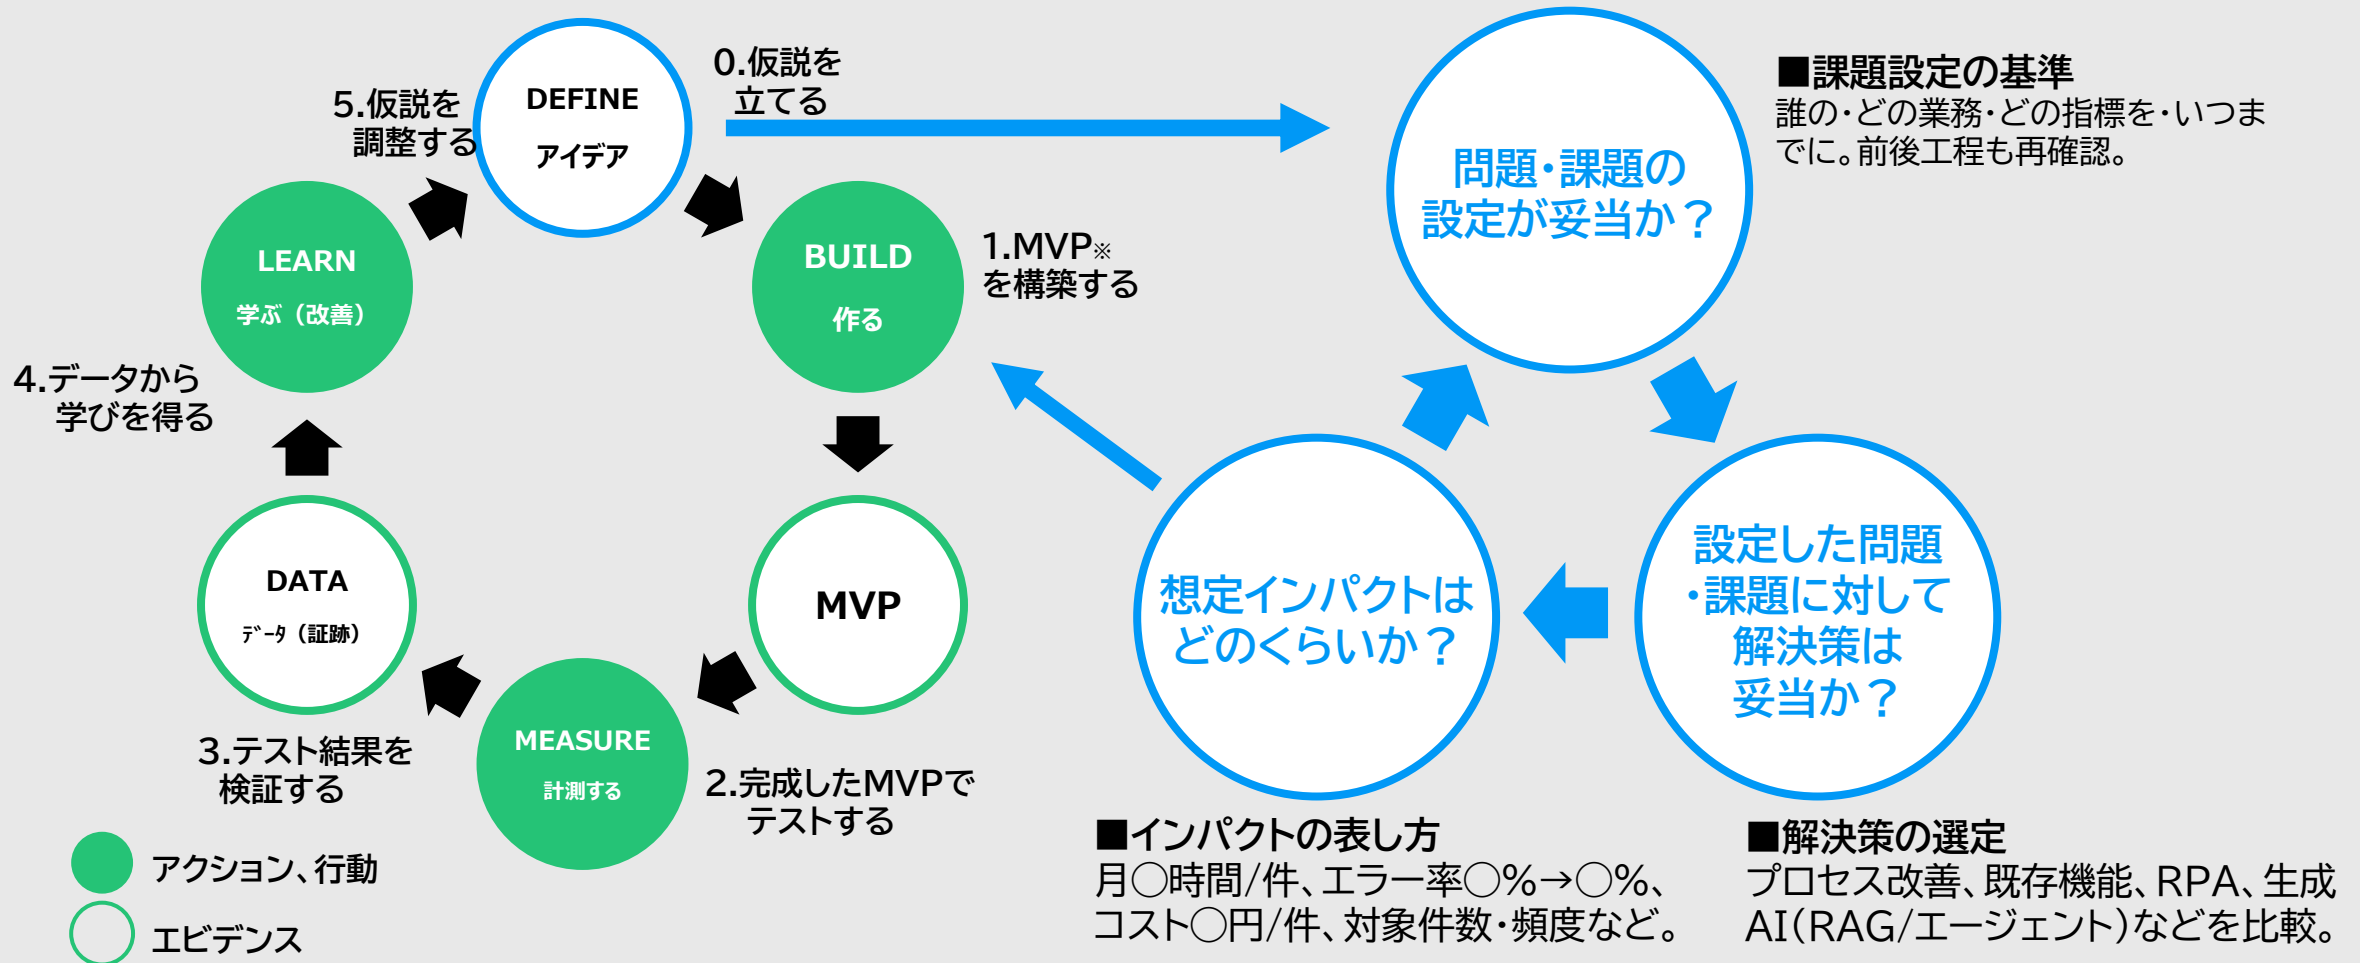 DEFINE
アイデア
0.仮説を
立てる
5.仮説を
調整する
BUILD
作る
1.MVP※
を構築する
LEARN
学ぶ（改善）
4.データから
学びを得る
MVP
DATA
ﾃﾞｰﾀ（証跡）
MEASURE
計測する
3.テスト結果を
検証する
2.完成したMVPで
テストする
アクション、行動
エビデンス
問題・課題の
設定が妥当か？
■課題設定の基準
誰の・どの業務・どの指標を・いつま
でに。前後工程も再確認。
想定インパクトは
どのくらいか？
設定した問題
・課題に対して
解決策は
妥当か？
■インパクトの表し方
月〇時間/件、エラー率〇%→〇%、
コスト〇円/件、対象件数・頻度など。
■解決策の選定
プロセス改善、既存機能、RPA、生成
AI(RAG/エージェント)などを比較。